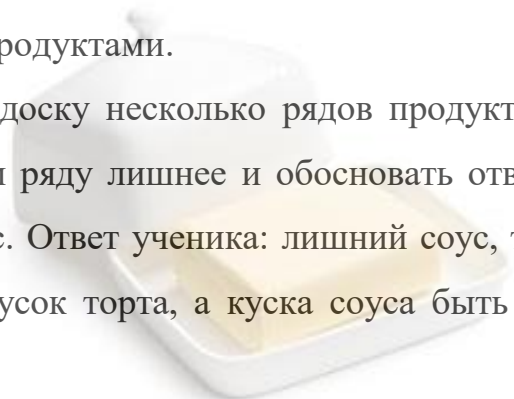 родуктами.
доску несколько рядов продукт
ряду лишнее и обосновать отв
Ответ ученика: лишний соус, т
усок торта, а куска соуса быть